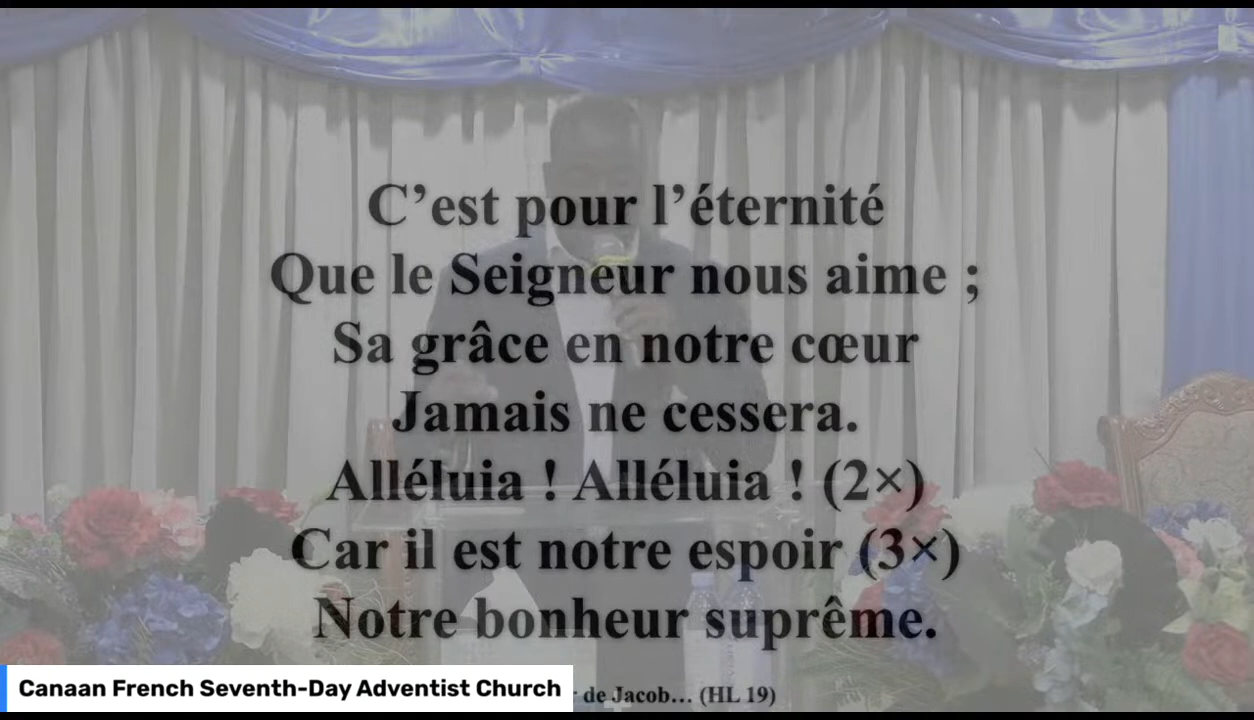 C’est pour l’éternité
Que le Seigneur nous aime ;
Sa grâce en notre cœur
Jamais ne cessera.
Alléluia ! Alléluia ! (2×)
Car il est notre espoir (3×)
Notre bonheur suprême.
Canaan French Seventh-Day Adventist Church
de Jacob… (HL 19)